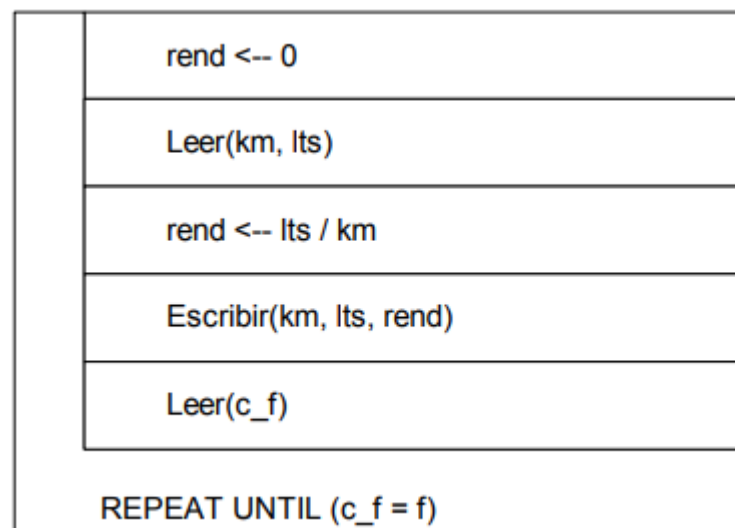 rend <-- 0
Leer(km, lts)
rend <-- lts / km
Escribir(km, lts, rend)
Leer(c_f)
REPEAT UNTIL (c_f = f)